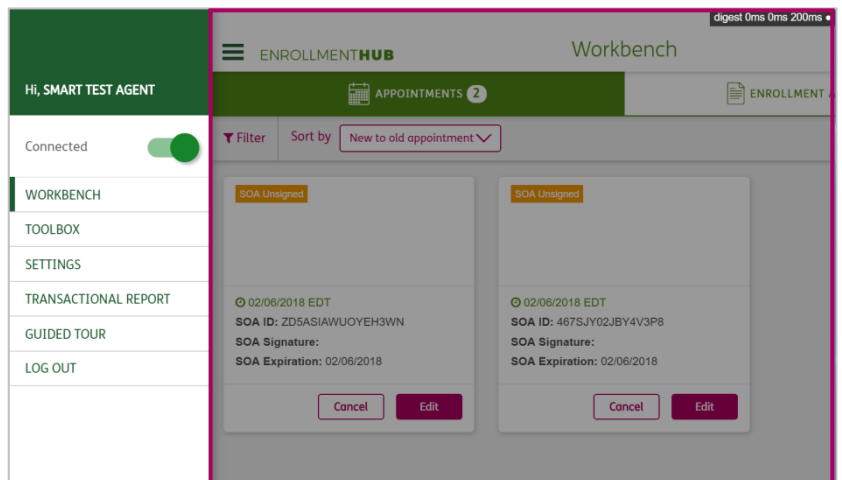 digest 0ms 0ms 200ms
Hi, SMART TEST AGENT
Connected
WORKBENCH
TOOLBOX
SETTINGS
TRANSACTIONAL REPORT
GUIDED TOUR
LOG OUT
ENROLLMENTHUB
Workbench
APPOINTMENTS 2
ENROLLMENT A
Filter
Sort by
New to old appointment
SOA Unsigned
02/06/2018 EDT
SOA ID: ZD5ASIAWUOYEH3WN
SOA Signature:
SOA Expiration: 02/06/2018
Cancel
Edit
SOA Unsigned
02/06/2018 EDT
SOA ID: 467SJY02JBY4V3P8
SOA Signature:
SOA Expiration: 02/06/2018
Cancel
Edit